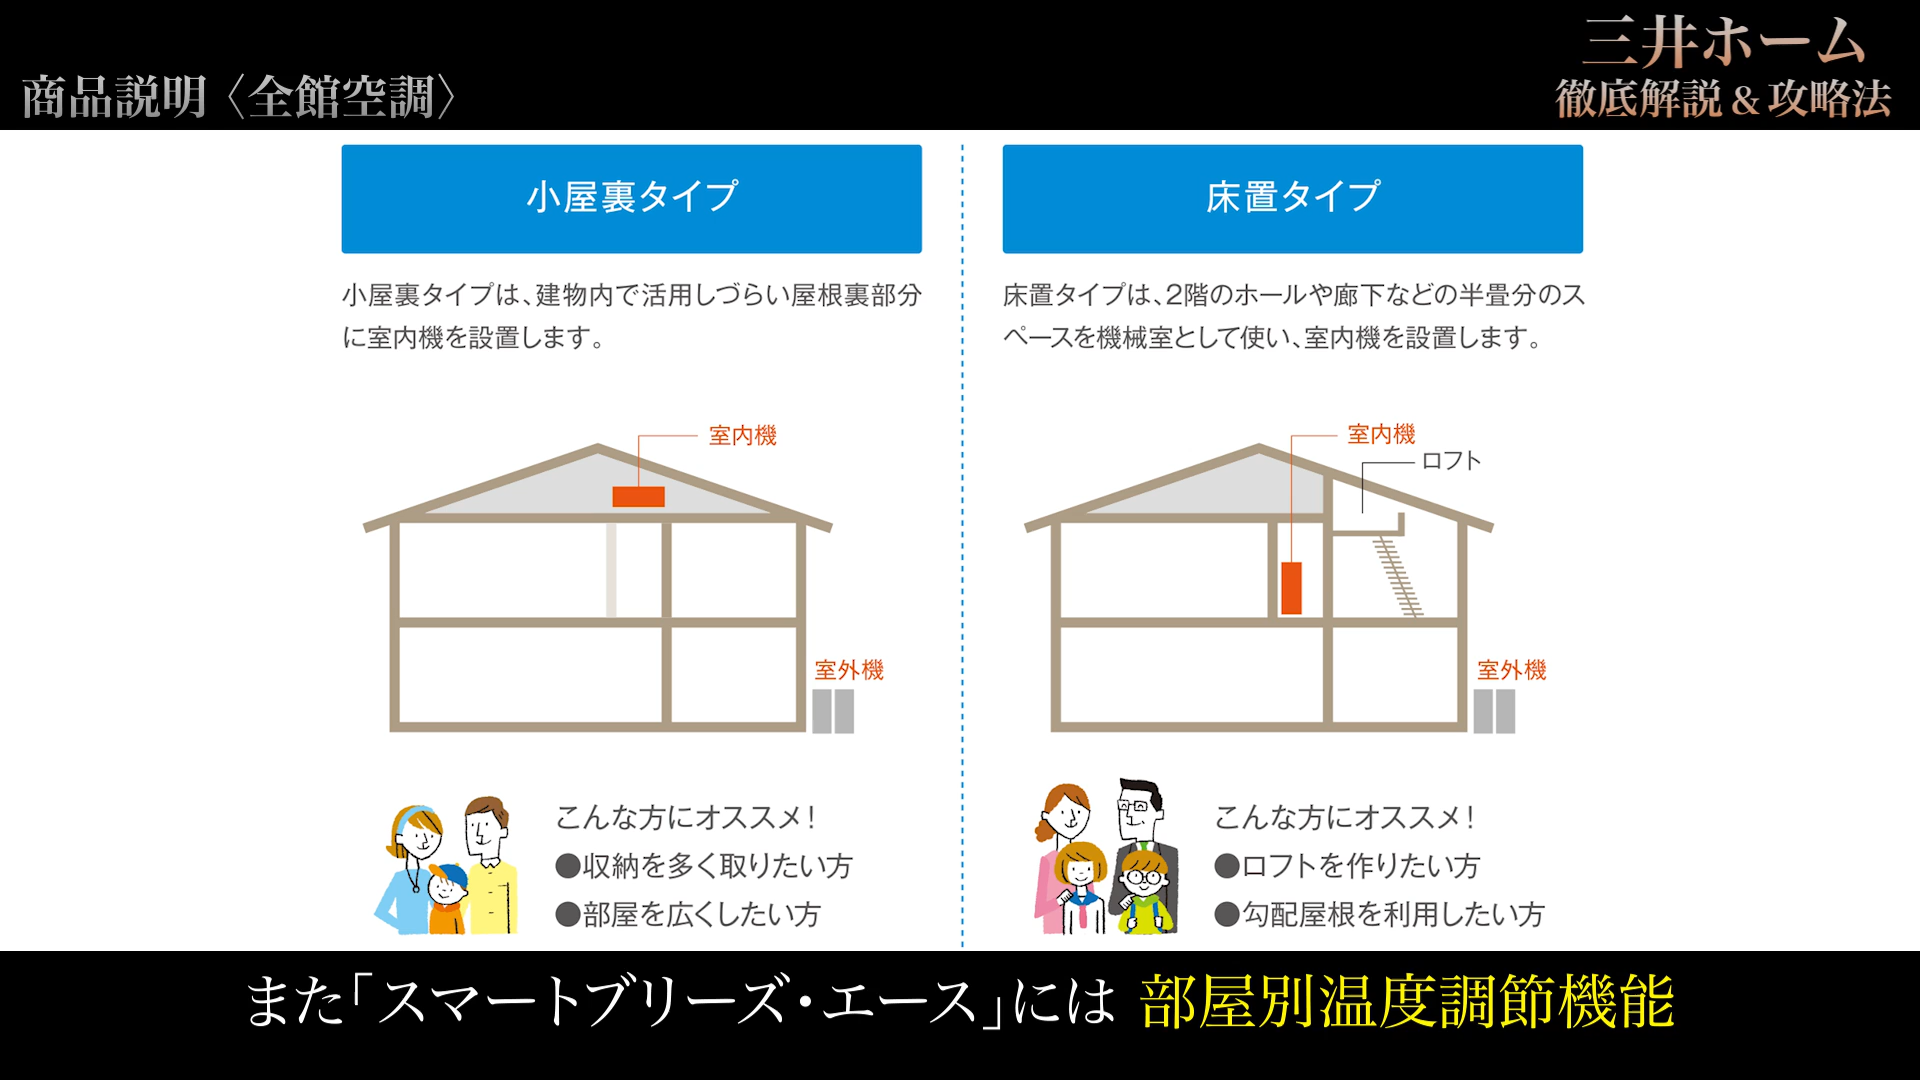 三井ホーム
徹底解説＆攻略法
商品説明〈全館空調〉
小屋裏タイプ
小屋裏タイプは、建物内で活用しづらい屋根裏部分
に室内機を設置します。
室内機
室外機
こんな方にオススメ！
●収納を多く取りたい方
●部屋を広くしたい方
床置タイプ
床置タイプは、2階のホールや廊下などの半畳分のス
ペースを機械室として使い、室内機を設置します。
室内機
ロフト
室外機
こんな方にオススメ！
●ロフトを作りたい方
●勾配屋根を利用したい方
また「スマートブリーズ・エース」には 部屋別温度調節機能